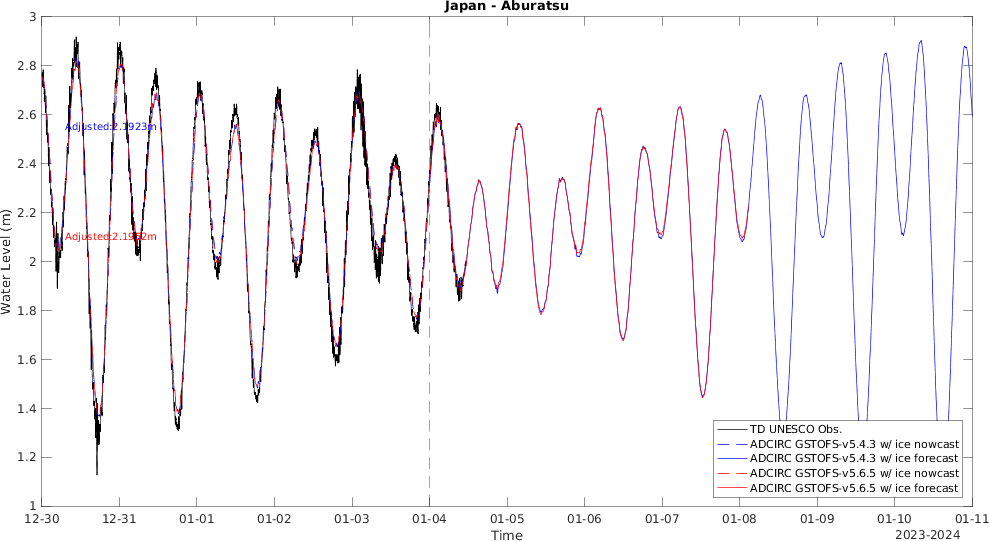 Japan - Aburatsu
3
2.8
2.6
2.4
2.2
2
1.8
1.6
1.4
1.2
1
Water Level (m)
Adjusted:2.1923m
TD UNESCO Obs.
ADCIRC GSTOFS-v5.4.3 w/ ice nowcast
ADCIRC GSTOFS-v5.4.3 w/ ice forecast
ADCIRC GSTOFS-v5.6.5 w/ ice nowcast
ADCIRC GSTOFS-v5.6.5 w/ ice forecast
12-30 12-31 01-01 01-02 01-03 01-04 01-05 01-06 01-07 01-08 01-09 01-10 01-11
Time
2023-2024